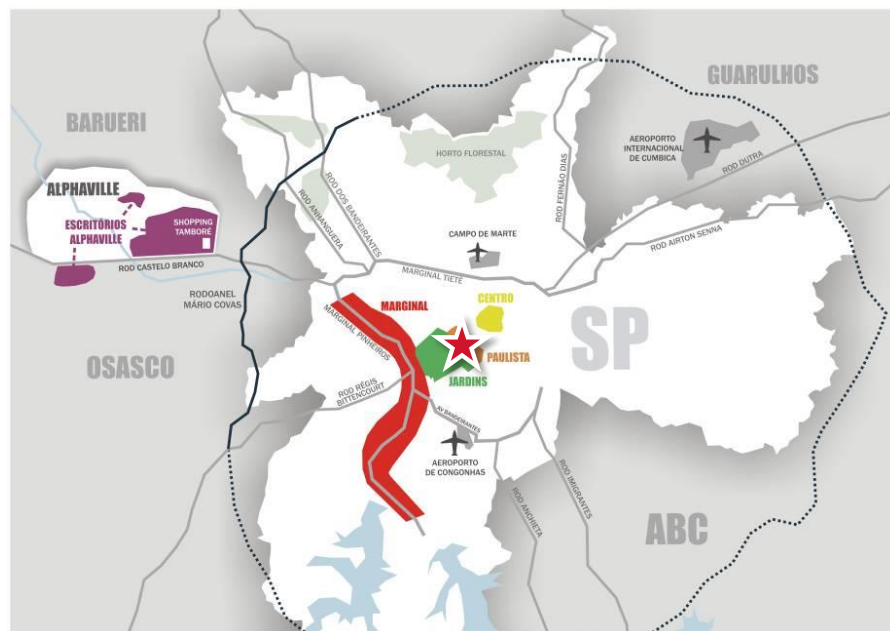 GUARULHOS
BARUERI
AEROPORTO
INTERNACIONAL
DE CUMBICA
HORTO FLORESTAL
ROD DUTRA
ROD FERNÃO DIAS
ALPHAVILLE
ROD DOS BANDEIRANTES
ROD ANHANGUERA
ESCRITÓRIOS
ALPHAVILLE
SHOPPING
TAMBORÉ
CAMPO DE MARTE
ROD AIRTON SENNA
ROD CASTELO BRANCO
MARGINAL TIETÉ
RODOANEL
MÁRIO COVAS
MARGINAL
CENTRO
MARGINAL PINHEIROS
SP
OSASCO
PAULISTA
JARDINS
ROD RÉGIS
BITTENCOURT
AV BANDEIRANTES
AEROPORTO
DE CONGONHAS
ROD IMIGRANTES
ROD ANCHIETA
ABC